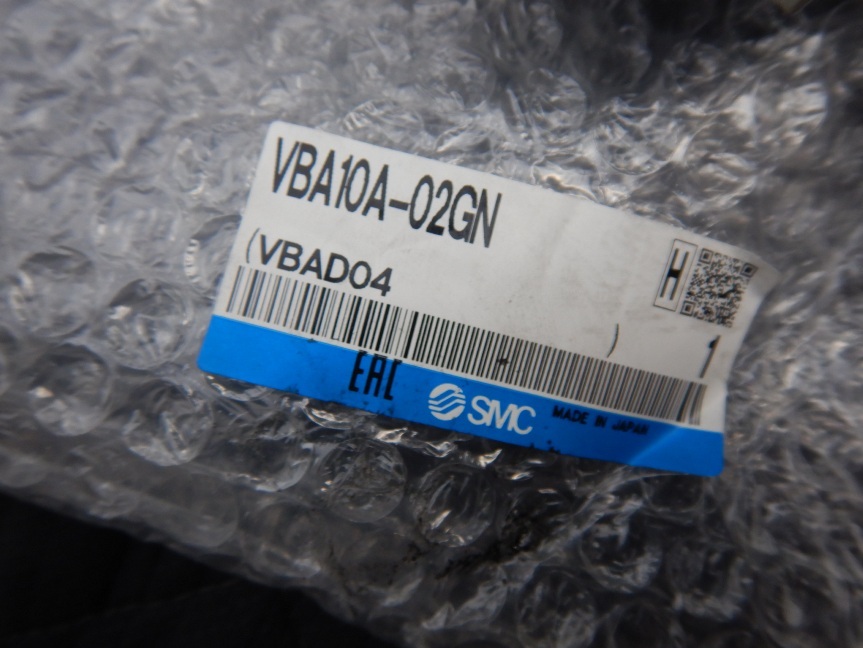 VBA10A-02GN
(VBAD04 )
H
1
EAC
SMC MADE IN JAPAN